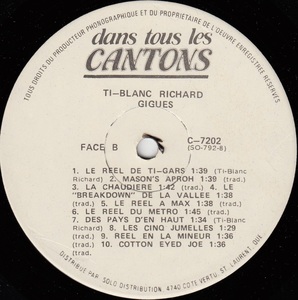 TOUS DROITS DU PRODUCTEUR PHONOGRAPHIQUE ET DU PROPRIETAIRE DE L'OEUVRE ENREGISTREE RESERVES
dans tous les
CANTONS
TI-BLANC RICHARD
GIGUES
C-7202
FACE B
(SO-792-B)
1. LE REEL DE TI-GARS 1:39 (Ti-Blanc
Richard) 2. MASON'S APROH 1:39 (trad.)
3. LA CHAUDIERE 1:42 (trad.) 4. LE
"BREAKDOWN" DE LA VALLEE 1:38
(trad.) 5. LE REEL A MAX 1:38 (trad.)
6. LE REEL DU METRO 1:45 (trad.)
7. DES PAYS D'EN HAUT 1:34 (Ti-Blanc
Richard) 8. LES CINQ JUMELLES 1:29
(trad.) 9. REEL EN LA MINEUR 1:36
(trad.) 10. COTTON EYED JOE 1:34
(trad.)
DISTRIBUE PAR SOLO DISTRIBUTION, 4740 COTE VERTU, ST. LAURENT, QUE